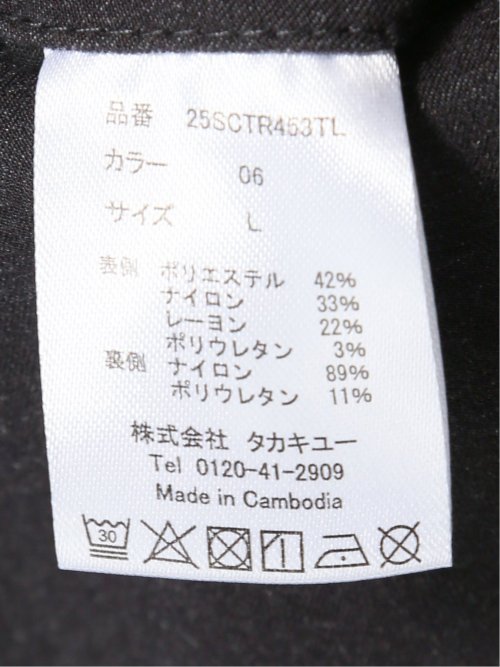 品番 25SCTR453TL
カラー 06
サイズ L
表側 ポリエステル 42%
ナイロン 33%
レーヨン 22%
ポリウレタン 3%
裏側 ナイロン 89%
ポリウレタン 11%
株式会社 タカキユー
Tel 0120-41-2909
Made in Cambodia
30